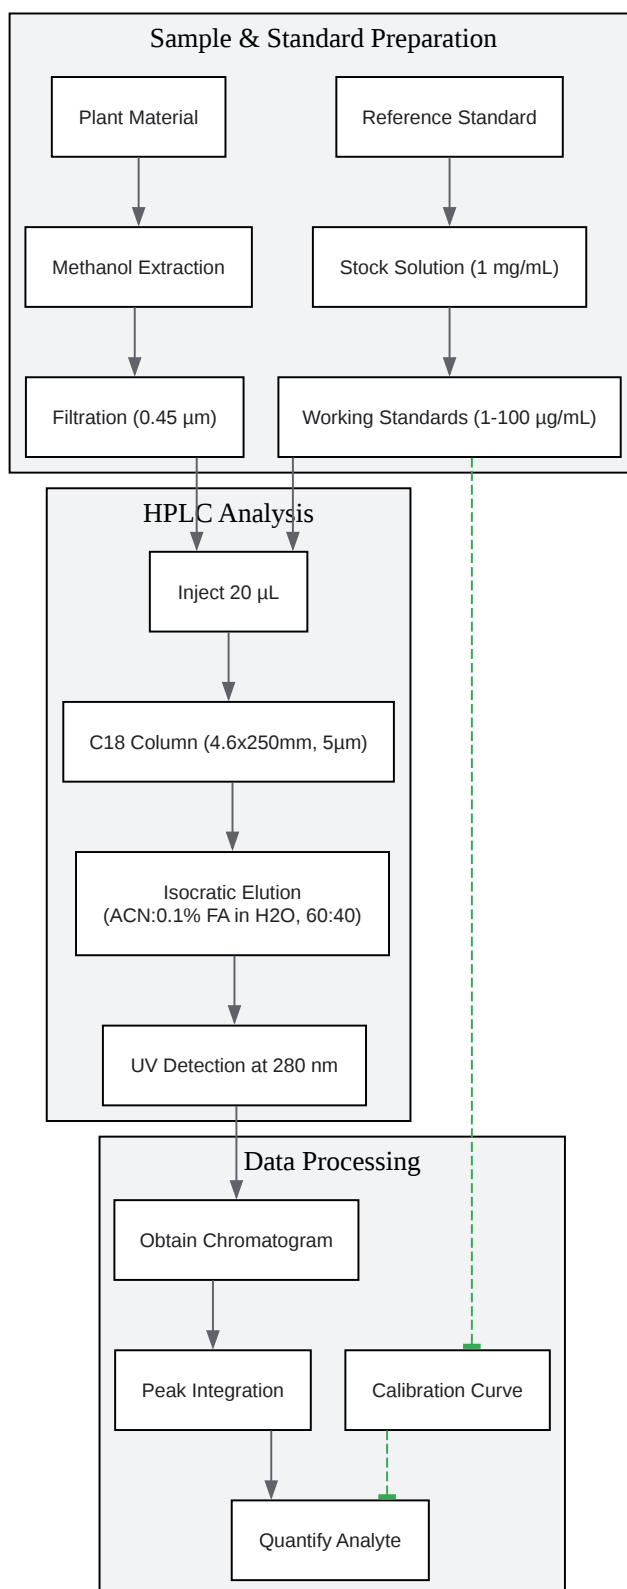 Sample & Standard Preparation
Plant Material
Reference Standard
Methanol Extraction
Stock Solution (1 mg/mL)
Filtration (0.45 µm)
Working Standards (1-100 µg/mL)
HPLC Analysis
Inject 20 µL
C18 Column (4.6x250mm, 5µm)
Isocratic Elution
(ACN:0.1% FA in H2O, 60:40)
UV Detection at 280 nm
Data Processing
Obtain Chromatogram
Peak Integration
Calibration Curve
Quantify Analyte